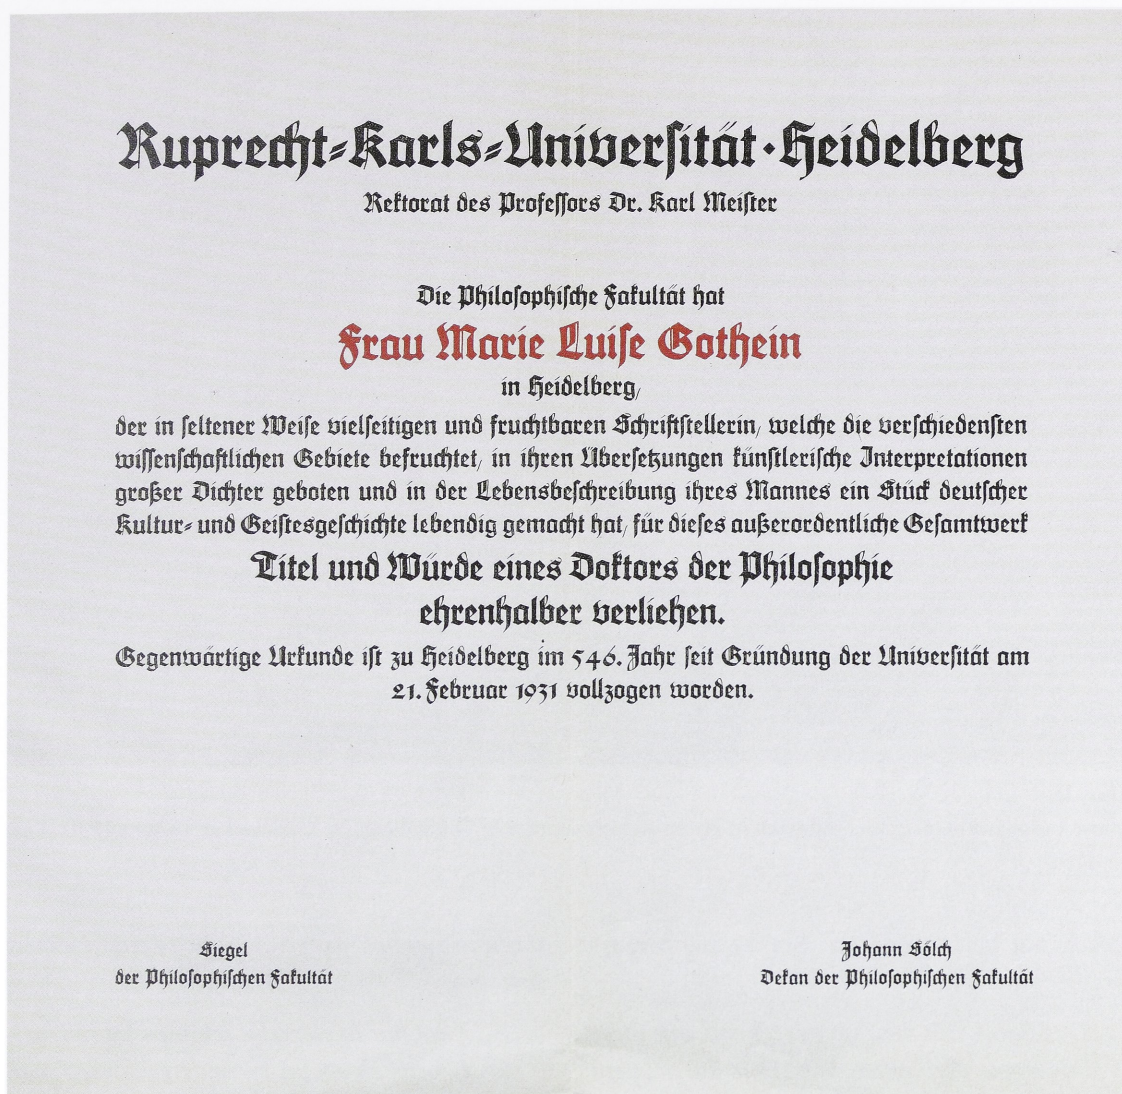 Ruprecht-Karls-Universität · Heidelberg
Rektorat des Professors Dr. Karl Meister
Die Philosophische Fakultät hat
Frau Marie Luise Gothein
in Heidelberg,
der in seltener Weise vielseitigen und fruchtbaren Schriftstellerin, welche die verschiedensten
wissenschaftlichen Gebiete befruchtet, in ihren Übersetzungen künstlerische Interpretationen
großer Dichter geboten und in der Lebensbeschreibung ihres Mannes ein Stück deutscher
Kultur- und Geistesgeschichte lebendig gemacht hat, für dieses außerordentliche Gesamtwerk
Titel und Würde eines Doktors der Philosophie
ehrenhalber verliehen.
Gegenwärtige Urkunde ist zu Heidelberg im 546. Jahr seit Gründung der Universität am
21. Februar 1931 vollzogen worden.
Siegel
der Philosophischen Fakultät
Johann Sölch
Dekan der Philosophischen Fakultät